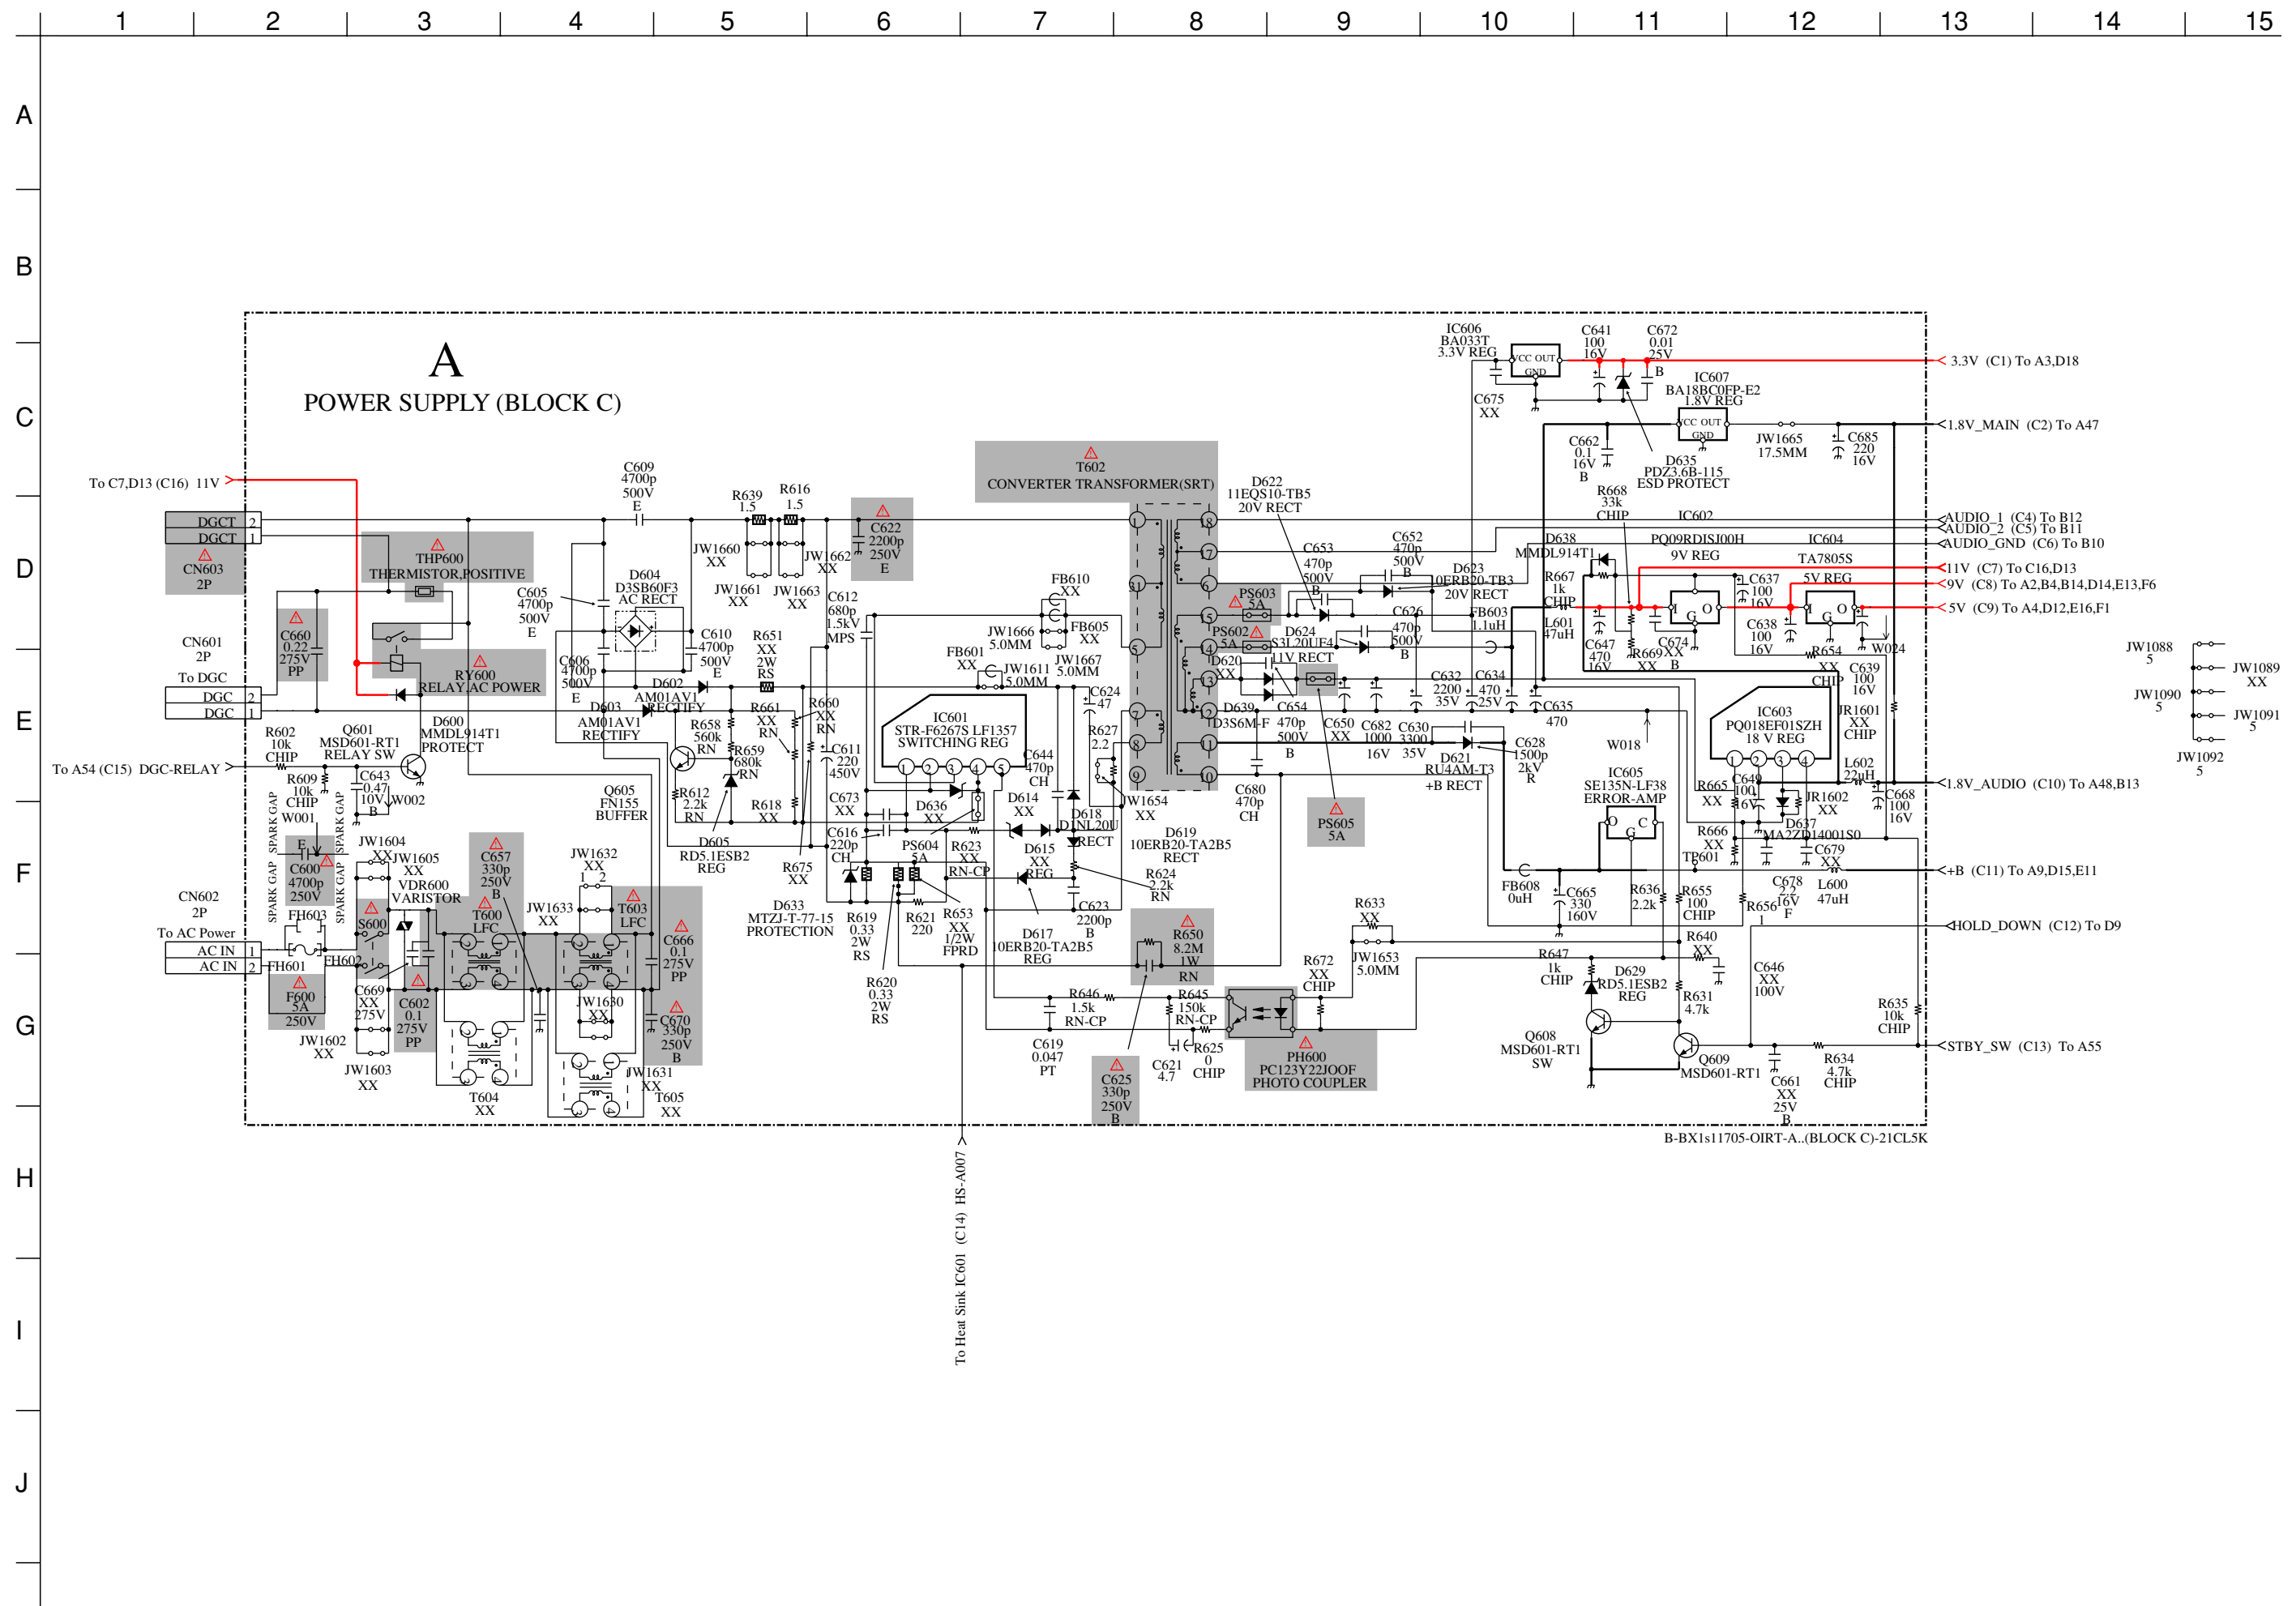 1 2 3 4 5 6 7 8 9 10 11 12 13 14 15
A
B
C
D
E
F
G
H
I
J
A
POWER SUPPLY (BLOCK C)
To C7,D13 (C16) 11V
DGCT 2
DGCT 1
CN603
2P
THP600
THERMISTOR,POSITIVE
C660
0.22
275V
PP
CN601
2P
To DGC
DGC 2
DGC 1
RY600
RELAY,AC POWER
D600
MMDL914T1
PROTECT
Q601
MSD601-RT1
RELAY SW
R602
10k
CHIP
To A54 (C15) DGC-RELAY
R609
10k
CHIP
W001
C643
0.47
10V
B
W002
SPARK GAP
SPARK GAP
SPARK GAP
SPARK GAP
E
C600
4700p
250V
CN602
2P
To AC Power
AC IN 1
AC IN 2
FH603
FH601
FH602
F600
5A
250V
S600
JW1604
XX
JW1605
XX
VDR600
VARISTOR
C669
XX
275V
JW1602
XX
JW1603
XX
C602
0.1
275V
PP
C657
330p
250V
B
T600
LFC
T604
XX
JW1632
XX
1 2
JW1633
XX
T603
LFC
JW1630
XX
JW1631
XX
T605
XX
C666
0.1
275V
PP
C670
330p
250V
B
C609
4700p
500V
E
C605
4700p
500V
E
D604
D3SB60F3
AC RECT
C606
4700p
500V
E
C610
4700p
500V
E
D602
AM01AV1
RECTIFY
D603
AM01AV1
RECTIFY
R639
1.5
R616
1.5
JW1660
XX
JW1662
XX
JW1661
XX
JW1663
XX
R651
XX
2W
RS
R661
XX
RN
R660
XX
RN
R658
560k
RN
R659
680k
RN
Q605
FN155
BUFFER
R612
2.2k
RN
R618
XX
D605
RD5.1ESB2
REG
R675
XX
C622
2200p
250V
E
C612
680p
1.5kV
MPS
C611
220
450V
C673
XX
C616
220p
CH
D633
MTZJ-T-77-15
PROTECTION
R619
0.33
2W
RS
R620
0.33
2W
RS
R621
220
R653
XX
1/2W
FPRD
IC601
STR-F6267S LF1357
SWITCHING REG
1 2 3 4 5
D636
XX
PS604
5A
R623
XX
RN-CP
FB601
XX
JW1611
5.0MM
FB610
XX
JW1666
5.0MM
FB605
XX
JW1667
5.0MM
C624
47
C644
470p
CH
D614
XX
D615
XX
REG
D618
D1NL20U
RECT
D617
10ERB20-TA2B5
REG
C623
2200p
B
R624
2.2k
RN
D619
10ERB20-TA2B5
RECT
R627
2.2
JW1654
XX
T602
CONVERTER TRANSFORMER(SRT)
R650
8.2M
1W
RN
C625
330p
250V
B
R646
1.5k
RN-CP
C619
0.047
PT
R645
150k
RN-CP
C621
4.7
R625
0
CHIP
PH600
PC123Y22JOOF
PHOTO COUPLER
R672
XX
CHIP
R633
XX
JW1653
5.0MM
To Heat Sink IC601 (C14) HS-A007
D622
11EQS10-TB5
20V RECT
C653
470p
500V
B
C652
470p
500V
B
D623
10ERB20-TB3
20V RECT
PS603
5A
PS602
5A
D624
S3L20UF4
11V RECT
C626
470p
500V
B
FB603
1.1uH
D620
XX
D639
D3S6M-F
C654
470p
500V
B
C650
XX
C682
1000
16V
C630
3300
35V
C632
2200
35V
C634
470
25V
C635
470
PS605
5A
C680
470p
CH
D621
RU4AM-T3
+B RECT
C628
1500p
2kV
R
FB608
0uH
C665
330
160V
IC606
BA033T
3.3V REG
VCC OUT
GND
C675
XX
C641
100
16V
C672
0.01
25V
B
IC607
BA18BC0FP-E2
1.8V REG
VCC OUT
GND
C662
0.1
16V
B
D635
PDZ3.6B-115
ESD PROTECT
JW1665
17.5MM
C685
220
16V
R668
33k
CHIP
D638
MMDL914T1
IC602
PQ09RDISJ00H
9V REG
I O
G
R667
1k
CHIP
L601
47uH
C647
470
16V
R669
XX
C674
XX
B
C637
100
16V
C638
100
16V
IC604
TA7805S
5V REG
I O
G
R654
XX
CHIP
C639
100
16V
W024
W018
IC603
PQ018EF01SZH
18 V REG
1 2 3 4
JR1601
XX
CHIP
L602
22uH
C668
100
16V
IC605
SE135N-LF38
ERROR-AMP
O C
G
R665
XX
C649
100
16V
JR1602
XX
D637
MA2ZD14001S0
R666
XX
TP601
C679
XX
C678
2.2
16V
F
L600
47uH
R636
2.2k
R655
100
CHIP
R656
1
R640
XX
C646
XX
100V
R647
1k
CHIP
D629
RD5.1ESB2
REG
R631
4.7k
Q608
MSD601-RT1
SW
Q609
MSD601-RT1
C661
XX
25V
B
R634
4.7k
CHIP
R635
10k
CHIP
3.3V (C1) To A3,D18
1.8V_MAIN (C2) To A47
AUDIO_1 (C4) To B12
AUDIO_2 (C5) To B11
AUDIO_GND (C6) To B10
11V (C7) To C16,D13
9V (C8) To A2,B4,B14,D14,E13,F6
5V (C9) To A4,D12,E16,F1
1.8V_AUDIO (C10) To A48,B13
+B (C11) To A9,D15,E11
HOLD_DOWN (C12) To D9
STBY_SW (C13) To A55
JW1088
5
JW1089
XX
JW1090
5
JW1091
5
JW1092
5
B-BX1s11705-OIRT-A..(BLOCK C)-21CL5K